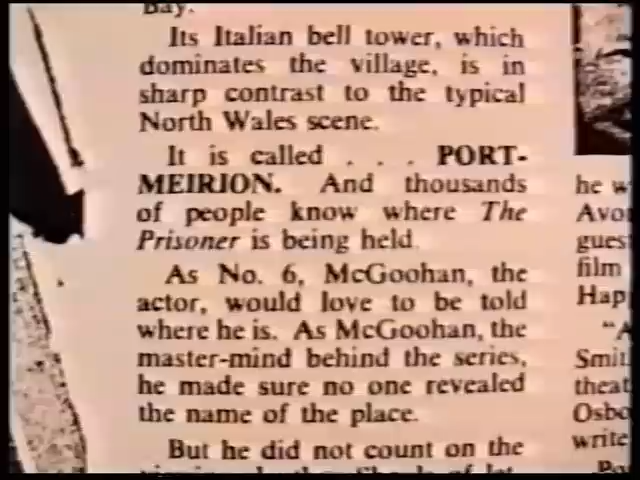 Bay.
Its Italian bell tower, which
dominates the village, is in
sharp contrast to the typical
North Wales scene.
It is called . . . PORT-
MEIRION. And thousands
of people know where The
Prisoner is being held.
As No. 6, McGoohan, the
actor, would love to be told
where he is. As McGoohan, the
master-mind behind the series,
he made sure no one revealed
the name of the place.
But he did not count on the
he w
Avo
gues
film
Hap
"A
Smit
theat
Osbo
write
Po